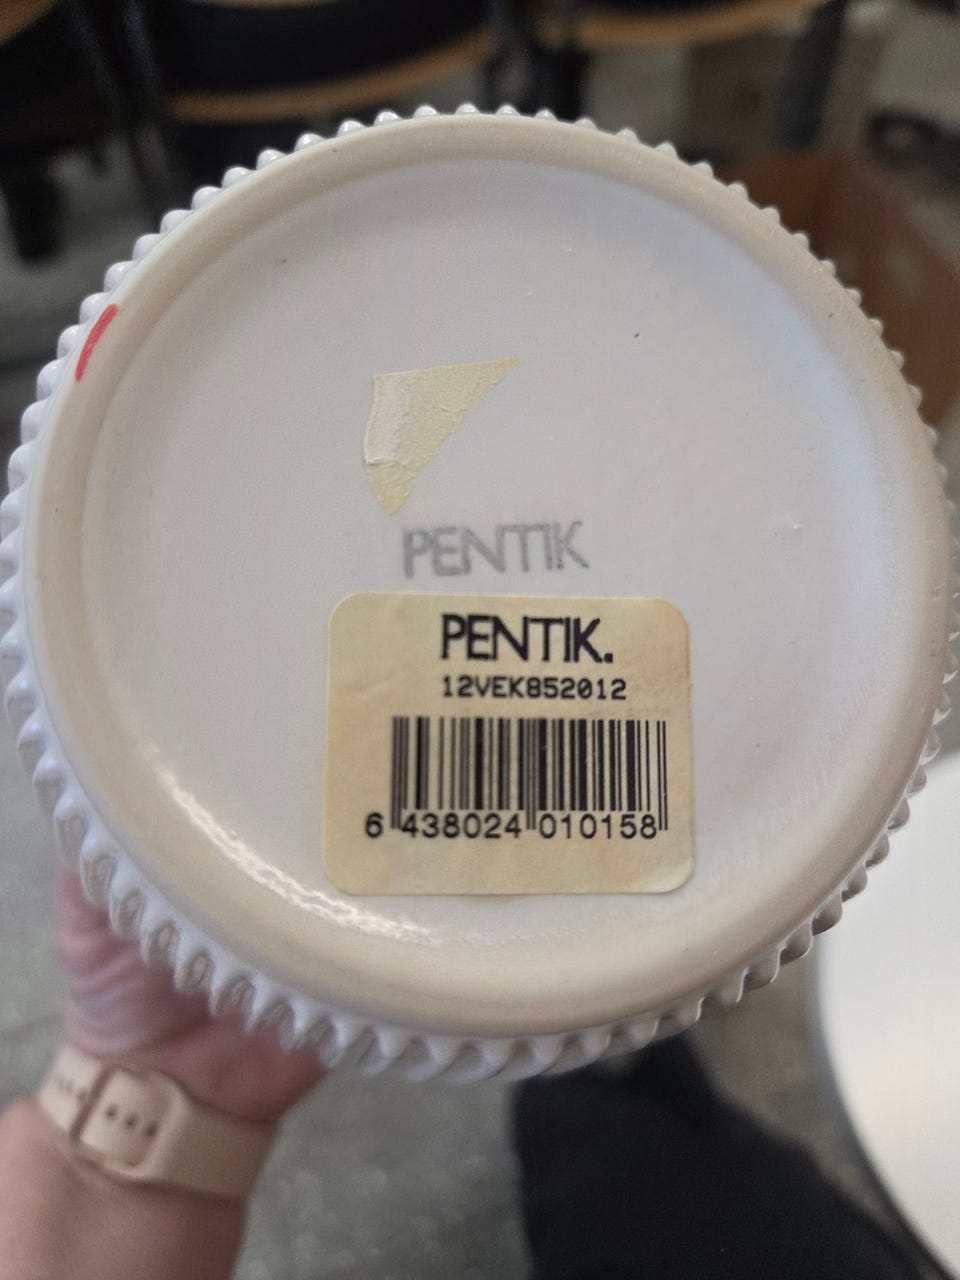 PENTIK
PENTIK.
12VEK852012
6 438024 010158